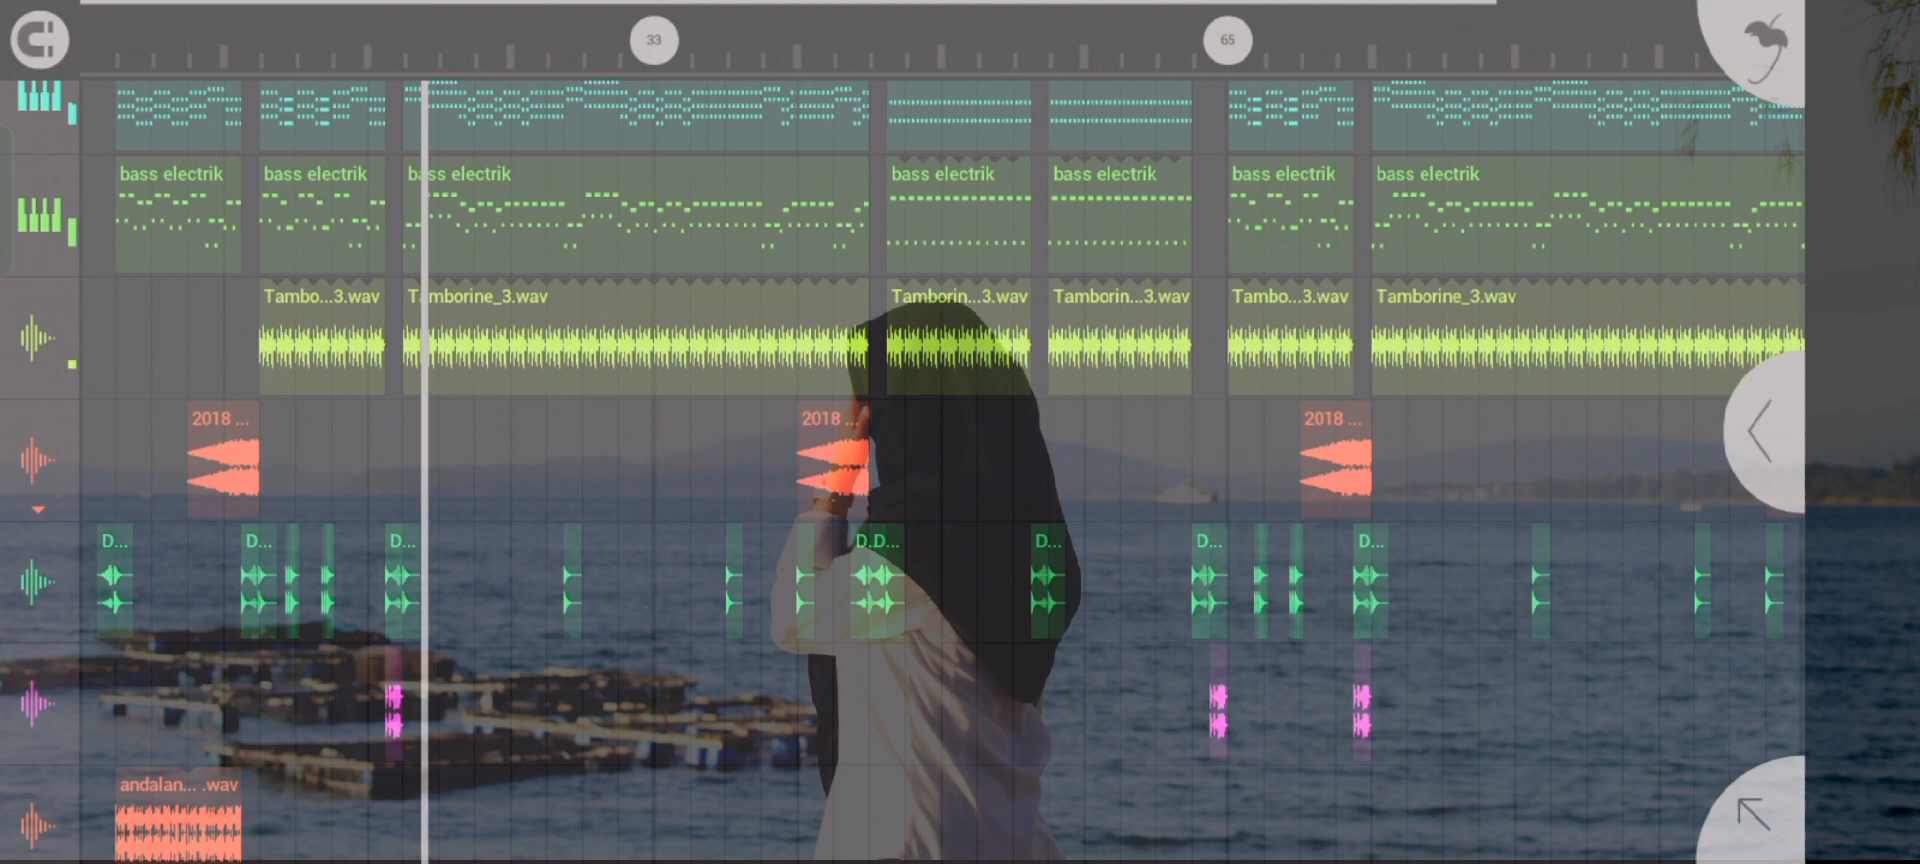 33 65
bass electrik bass electrik bass electrik bass electrik bass electrik bass electrik bass electrik
Tambo...3.wav Tamborine_3.wav Tamborin...3.wav Tamborin...3.wav Tambo...3.wav Tamborine_3.wav
2018 ... 2018 ... 2018 ...
D... D... D... D.D... D... D... D...
andalan... .wav